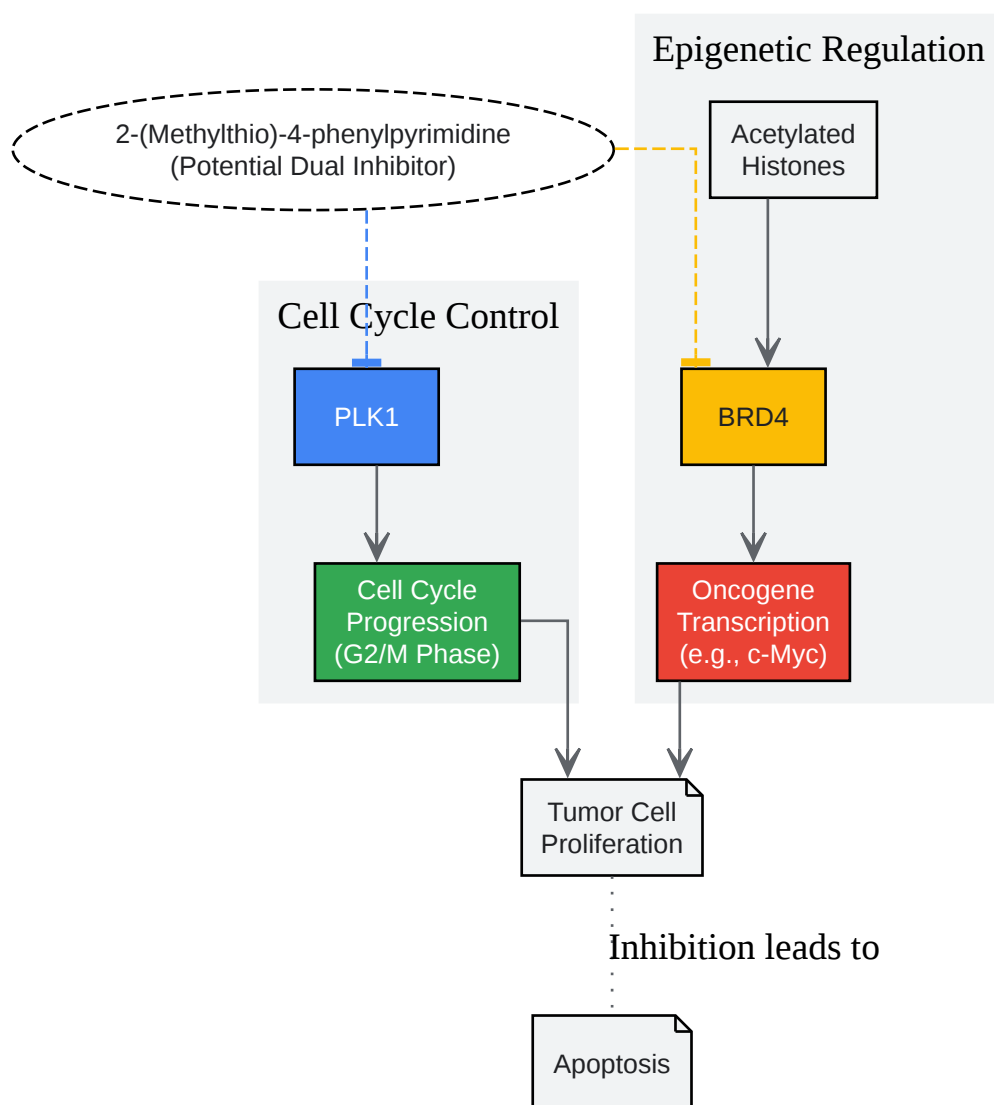 Epigenetic Regulation
2-(Methylthio)-4-phenylpyrimidine
(Potential Dual Inhibitor)
Acetylated
Histones
Cell Cycle Control
PLK1
BRD4
Cell Cycle
Progression
(G2/M Phase)
Oncogene
Transcription
(e.g., c-Myc)
Tumor Cell
Proliferation
Inhibition leads to
Apoptosis